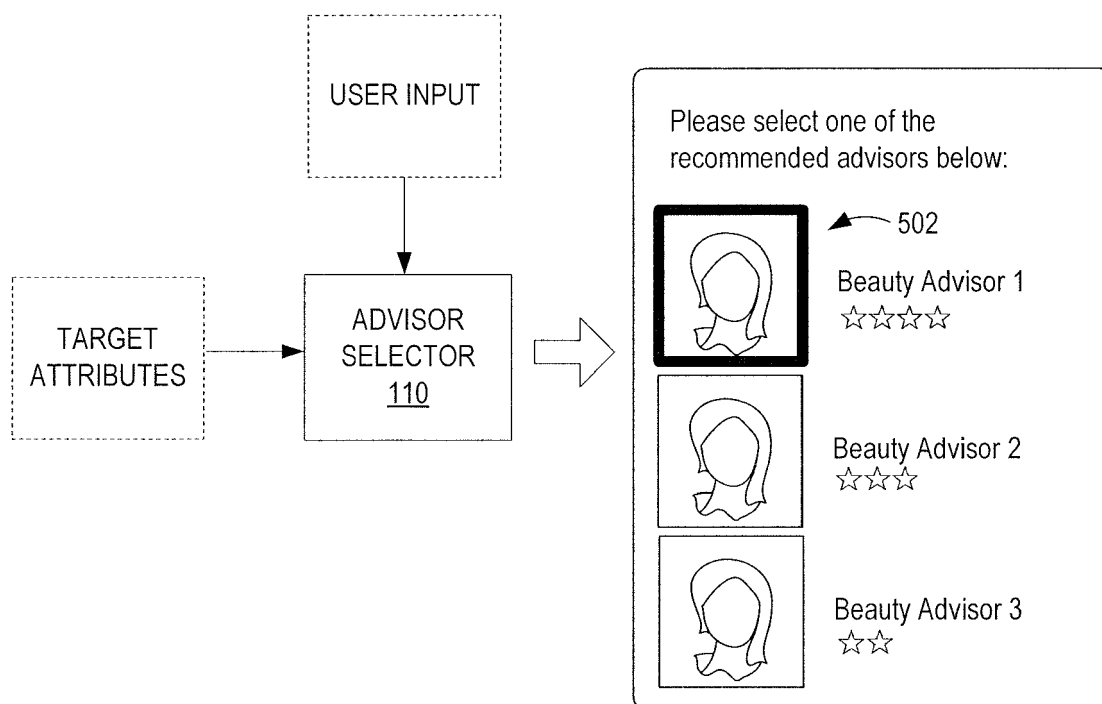 USER INPUT
TARGET
ATTRIBUTES
ADVISOR
SELECTOR
110
Please select one of the
recommended advisors below:
502
Beauty Advisor 1
☆☆☆☆
Beauty Advisor 2
☆☆☆
Beauty Advisor 3
☆☆